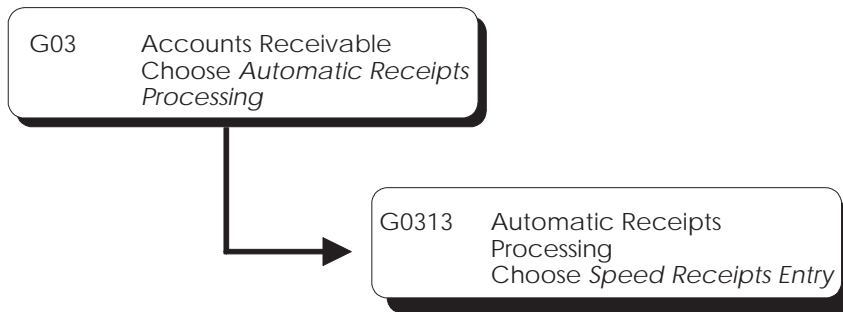 G03 Accounts Receivable
Choose Automatic Receipts
Processing
G0313 Automatic Receipts
Processing
Choose Speed Receipts Entry